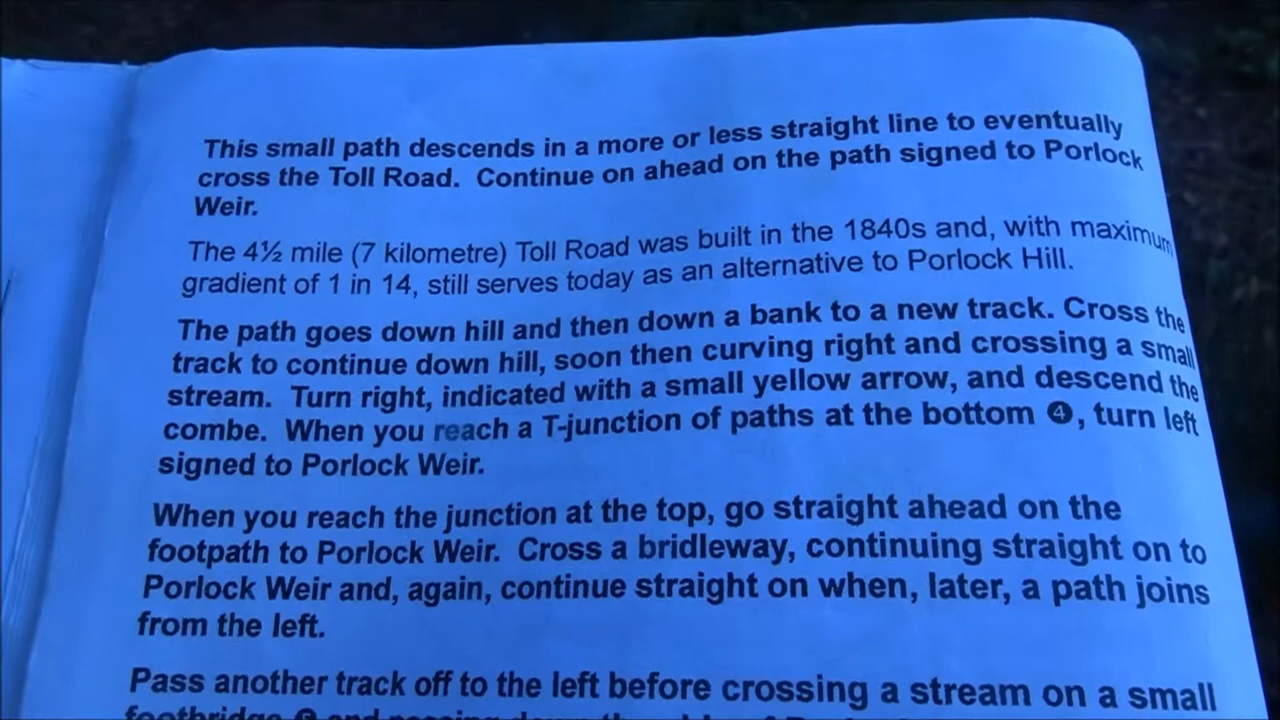 This small path descends in a more or less straight line to eventually
cross the Toll Road. Continue on ahead on the path signed to Porlock
Weir.
The 4½ mile (7 kilometre) Toll Road was built in the 1840s and, with maximum
gradient of 1 in 14, still serves today as an alternative to Porlock Hill.
The path goes down hill and then down a bank to a new track. Cross the
track to continue down hill, soon then curving right and crossing a small
stream. Turn right, indicated with a small yellow arrow, and descend the
combe. When you reach a T-junction of paths at the bottom ❹, turn left
signed to Porlock Weir.
When you reach the junction at the top, go straight ahead on the
footpath to Porlock Weir. Cross a bridleway, continuing straight on to
Porlock Weir and, again, continue straight on when, later, a path joins
from the left.
Pass another track off to the left before crossing a stream on a small
footbridge